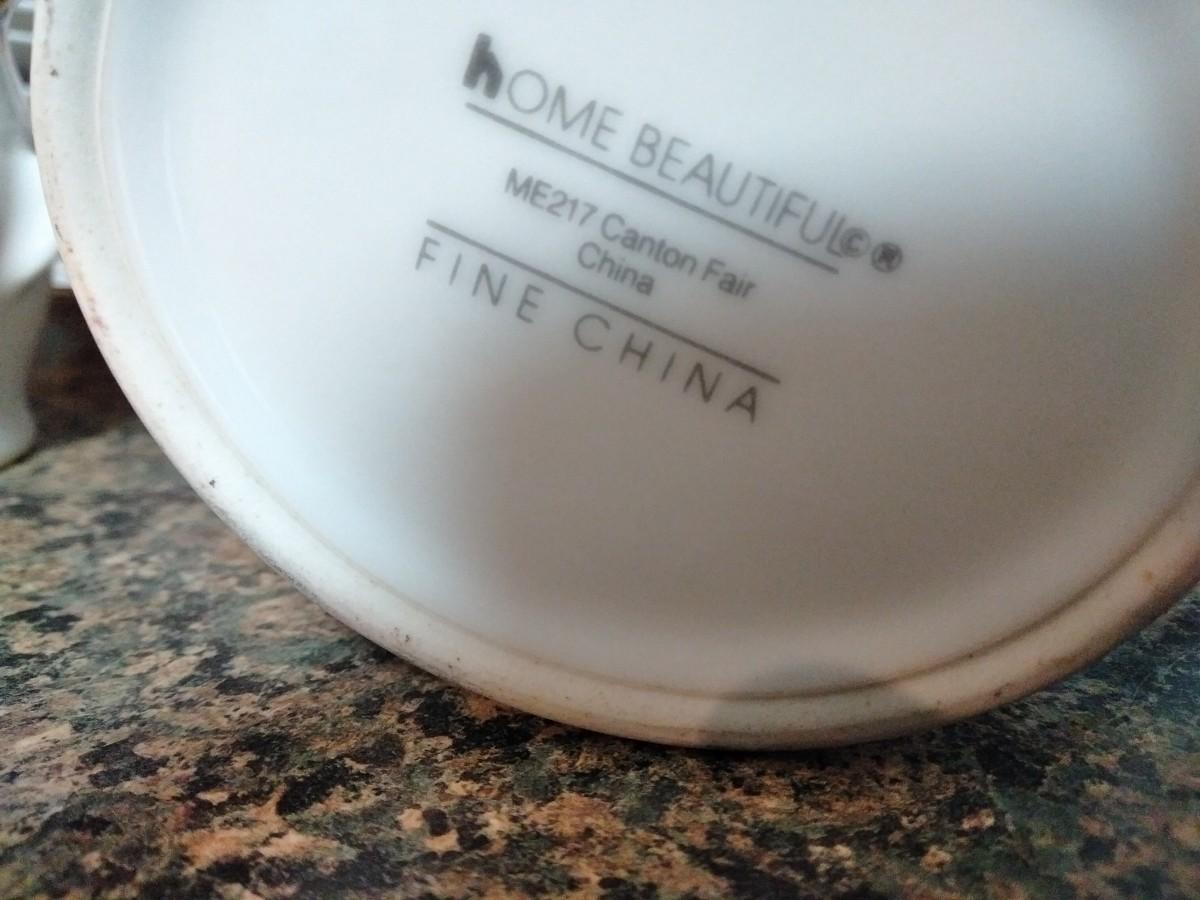 hOME BEAUTIFUL© ®
ME217 Canton Fair
China
FINE CHINA